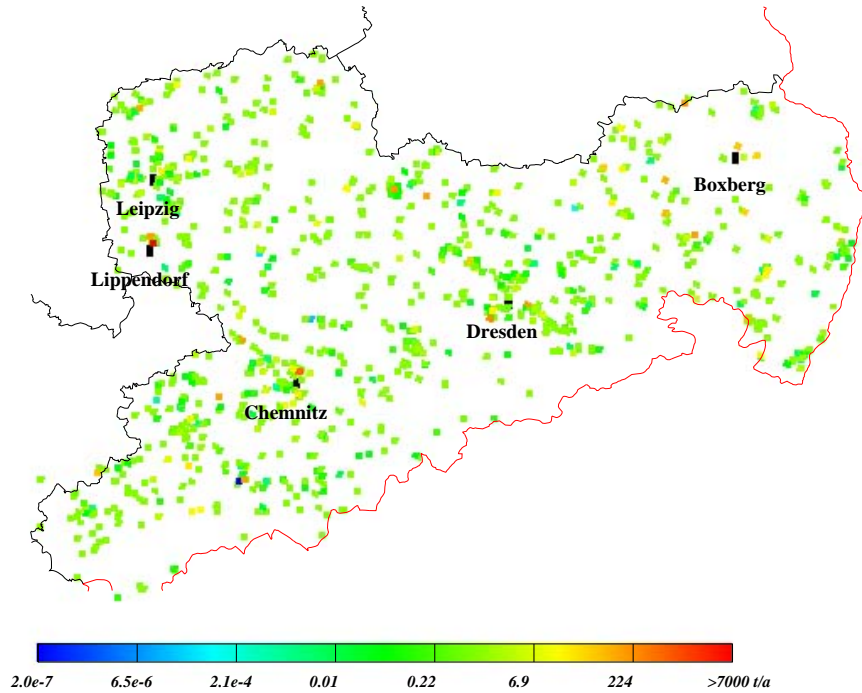 Boxberg
Leipzig
Lippendorf
Dresden
Chemnitz
2.0e-7 6.5e-6 2.1e-4 0.01 0.22 6.9 224 >7000 t/a